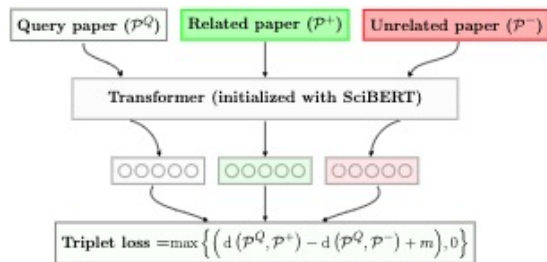 Query paper (𝒫^Q) Related paper (𝒫^+) Unrelated paper (𝒫^−)
Transformer (initialized with SciBERT)
Triplet loss =max {( d (𝒫^Q, 𝒫^+) − d (𝒫^Q, 𝒫^−) + m), 0}